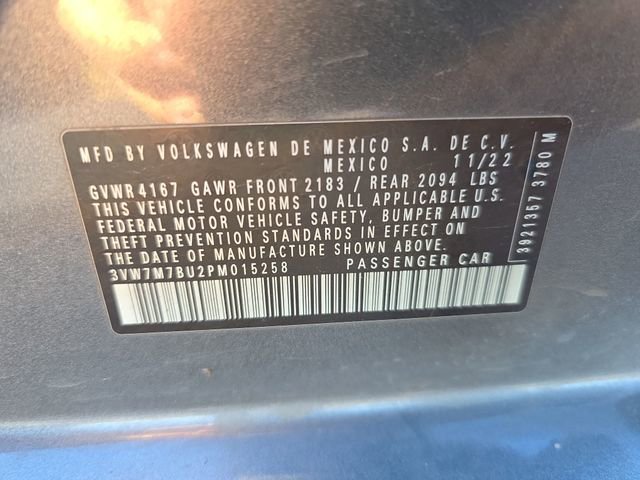 MFD BY VOLKSWAGEN DE MEXICO S.A. DE C.V.
MEXICO 11/22
GVWR4167 GAWR FRONT 2183 / REAR 2094 LBS
THIS VEHICLE CONFORMS TO ALL APPLICABLE U.S.
FEDERAL MOTOR VEHICLE SAFETY, BUMPER AND
THEFT PREVENTION STANDARDS IN EFFECT ON
THE DATE OF MANUFACTURE SHOWN ABOVE.
3VW7M7BU2PM015258 PASSENGER CAR
3921357 3780 M